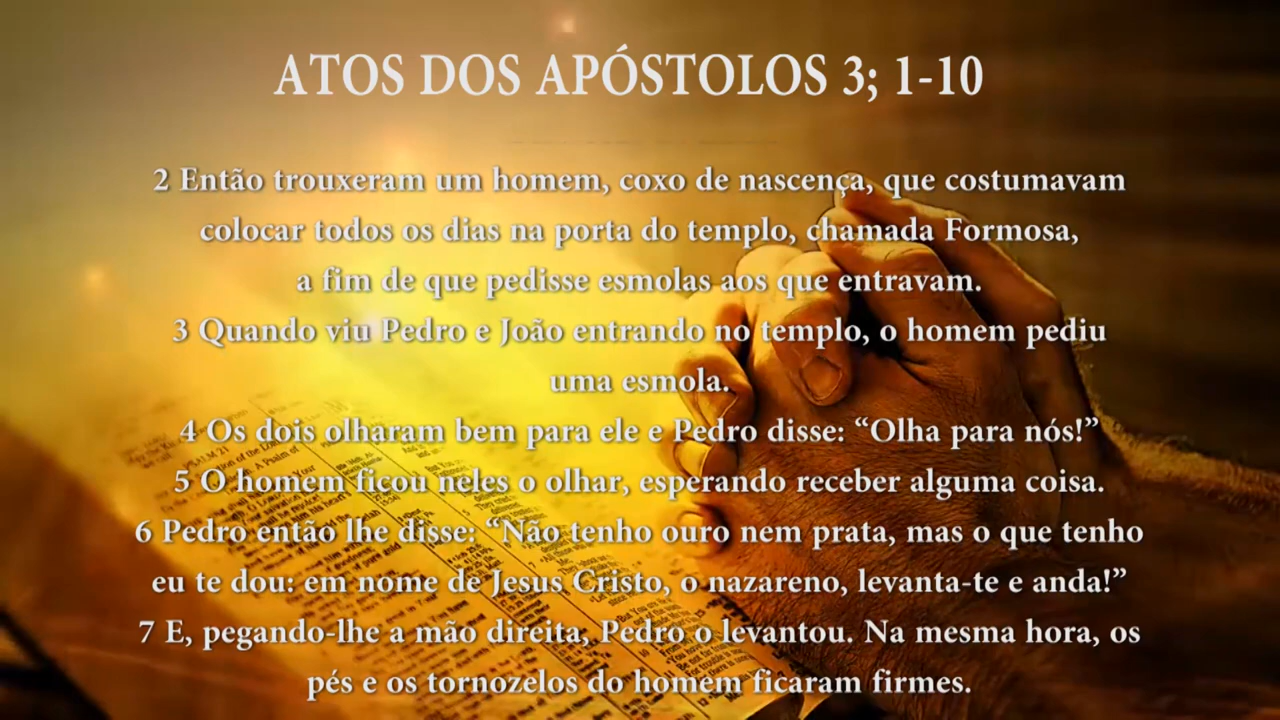 ATOS DOS APÓSTOLOS 3; 1-10
2 Então trouxeram um homem, coxo de nascença, que costumavam
colocar todos os dias na porta do templo, chamada Formosa,
a fim de que pedisse esmolas aos que entravam.
3 Quando viu Pedro e João entrando no templo, o homem pediu
uma esmola.
4 Os dois olharam bem para ele e Pedro disse: “Olha para nós!”
5 O homem ficou neles o olhar, esperando receber alguma coisa.
6 Pedro então lhe disse: “Não tenho ouro nem prata, mas o que tenho
eu te dou: em nome de Jesus Cristo, o nazareno, levanta-te e anda!”
7 E, pegando-lhe a mão direita, Pedro o levantou. Na mesma hora, os
pés e os tornozelos do homem ficaram firmes.